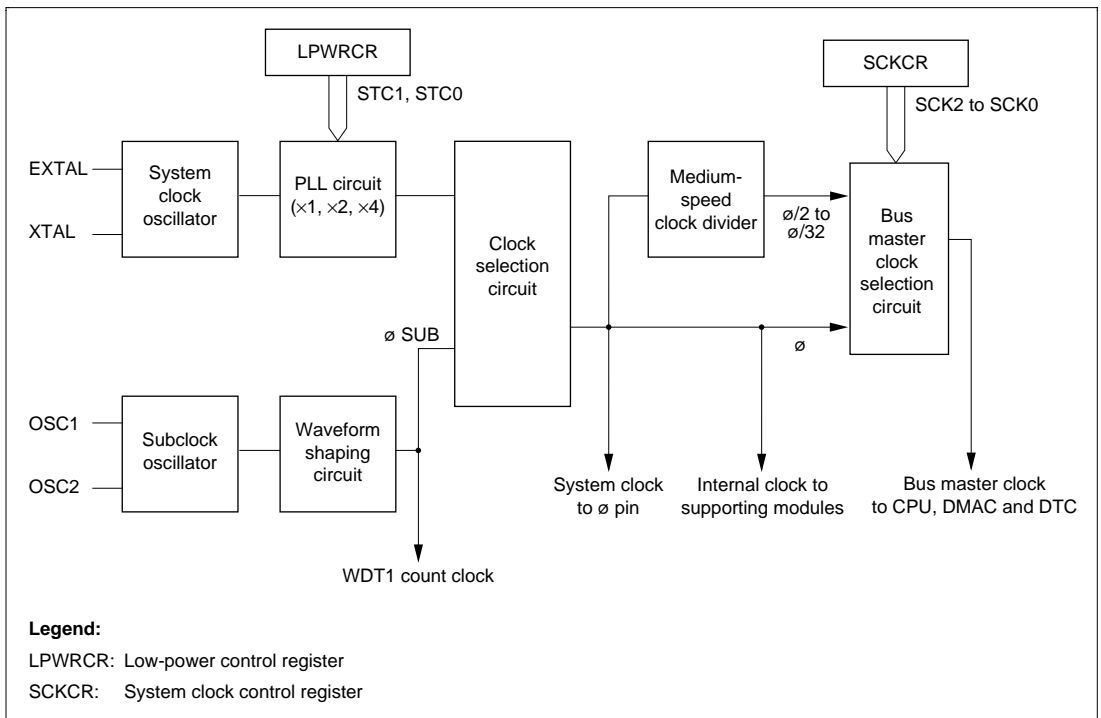 LPWRCR
SCKCR
STC1, STC0
SCK2 to SCK0
EXTAL
XTAL
System
clock
oscillator
PLL circuit
(×1, ×2, ×4)
Clock
selection
circuit
Medium-
speed
clock divider
ø/2 to
ø/32
Bus
master
clock
selection
circuit
ø SUB
ø
OSC1
OSC2
Subclock
oscillator
Waveform
shaping
circuit
System clock
to ø pin
Internal clock to
supporting modules
Bus master clock
to CPU, DMAC and DTC
WDT1 count clock
Legend:
LPWRCR: Low-power control register
SCKCR: System clock control register